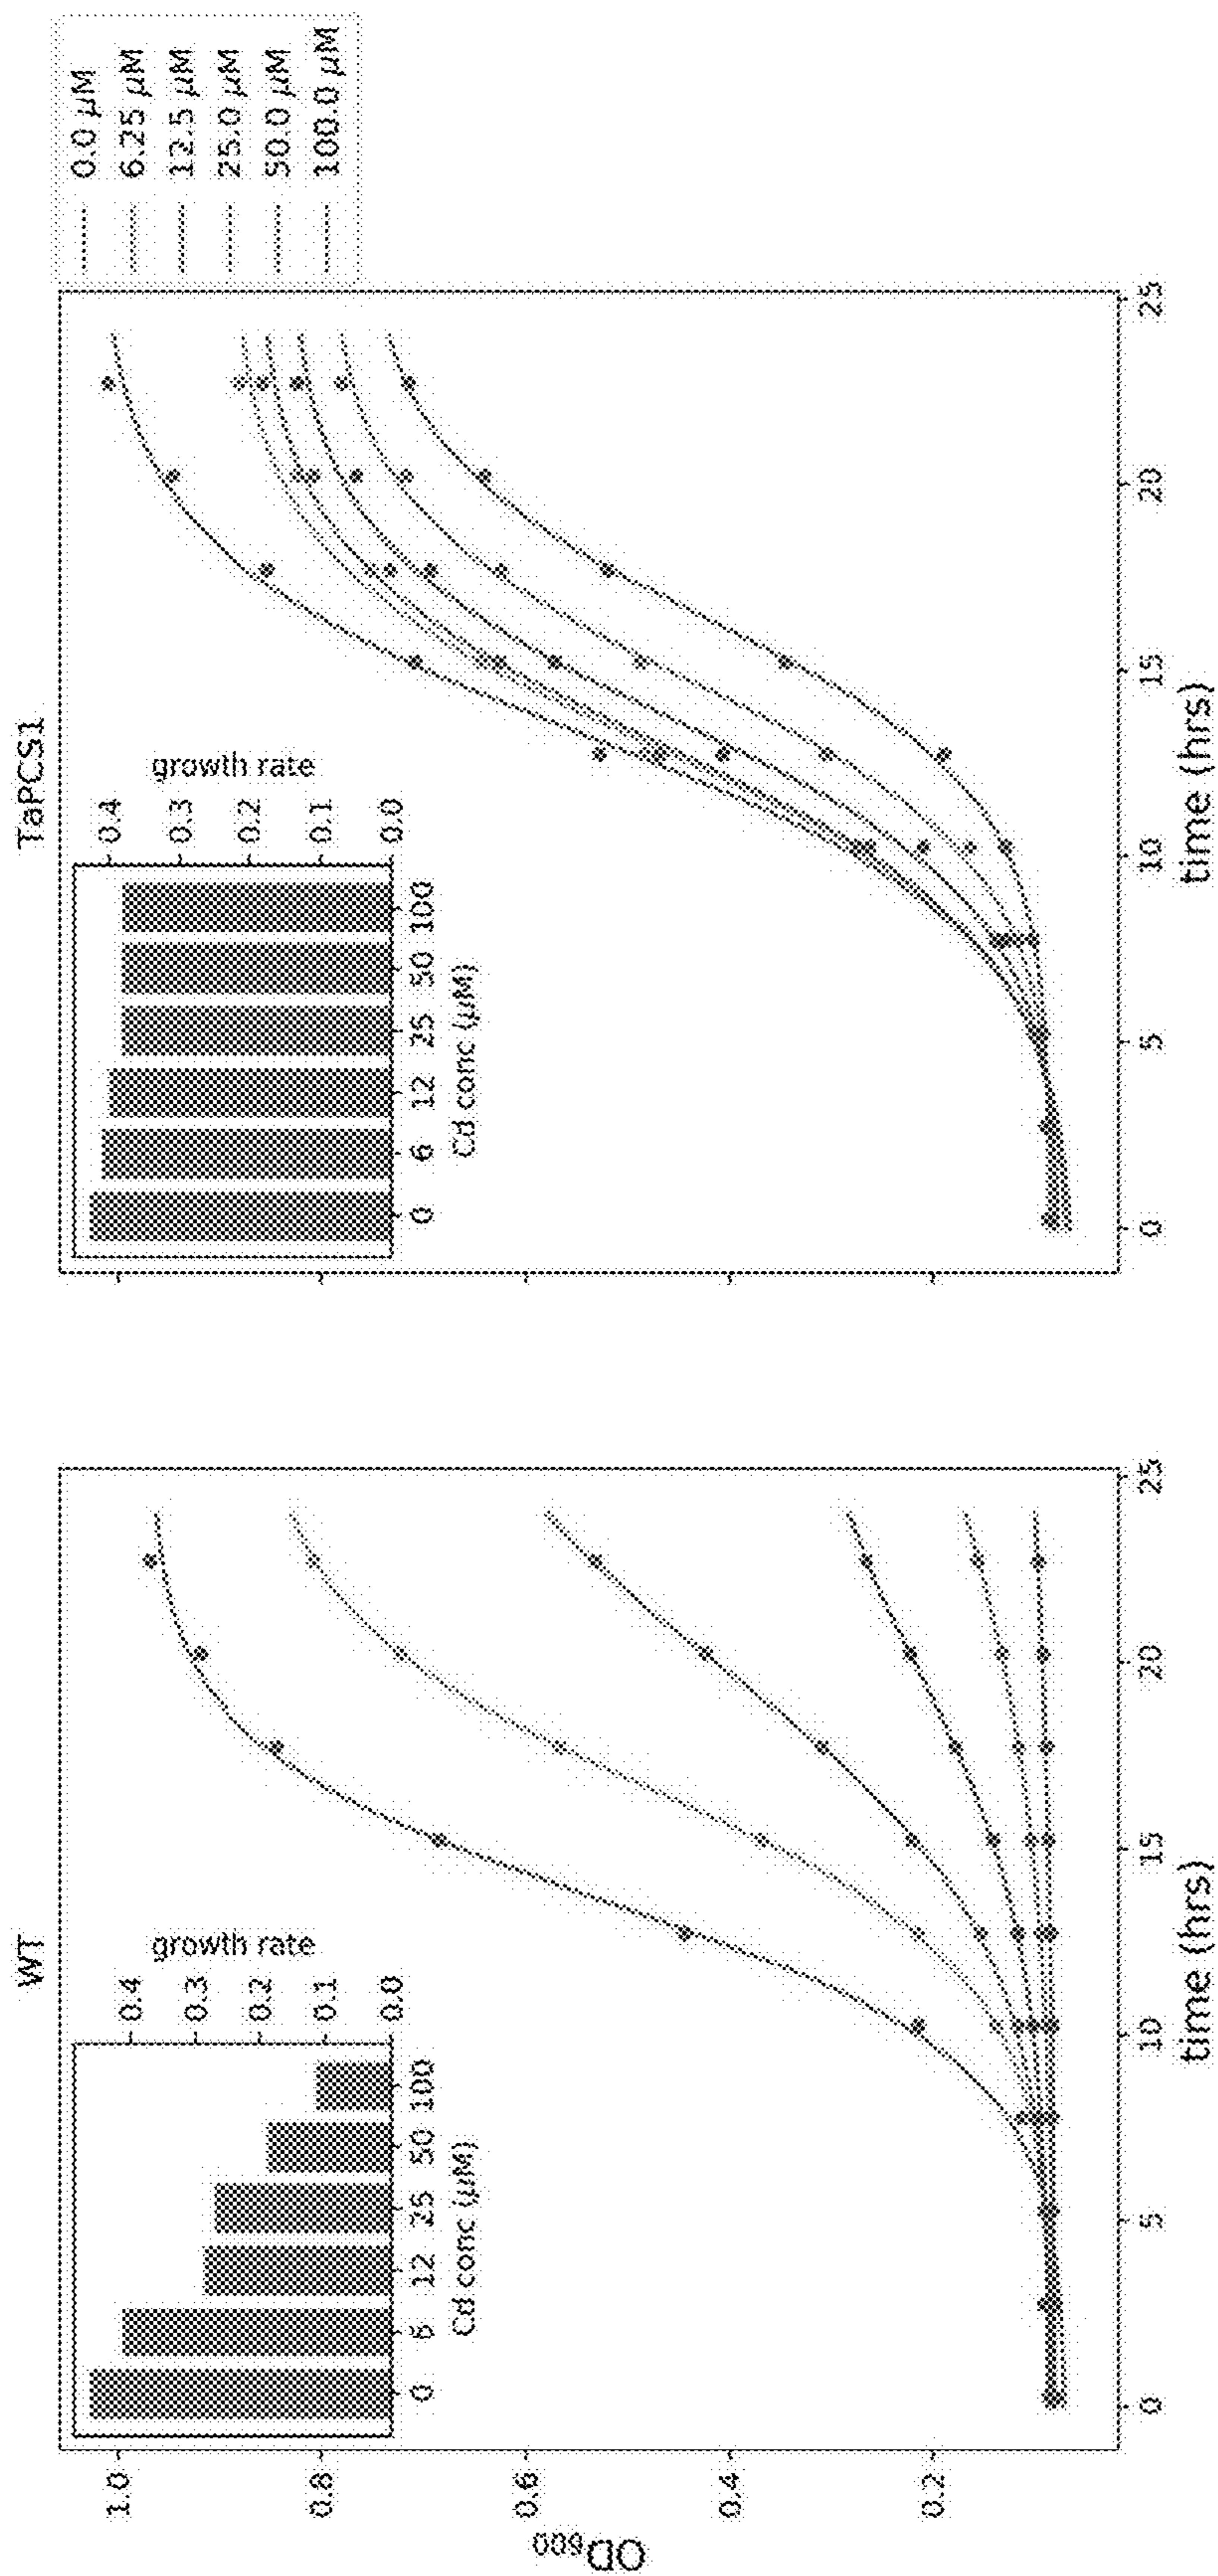 WT
OD600
1.0
0.8
0.6
0.4
0.2
0
5
10
15
20
25
time (hrs)
growth rate
0.4
0.3
0.2
0.1
0.0
0
6
12
25
50
100
Cd conc (μM)
TaPCS1
0
5
10
15
20
25
time (hrs)
growth rate
0.4
0.3
0.2
0.1
0.0
0
6
12
25
50
100
Cd conc (μM)
0.0 μM
6.25 μM
12.5 μM
25.0 μM
50.0 μM
100.0 μM